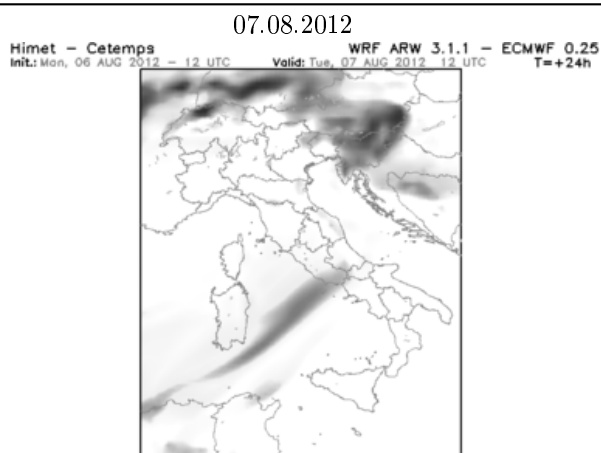 07.08.2012
Himet – Cetemps WRF ARW 3.1.1 – ECMWF 0.25
Init.: Mon, 06 AUG 2012 – 12 UTC Valid: Tue, 07 AUG 2012 12 UTC T=+24h